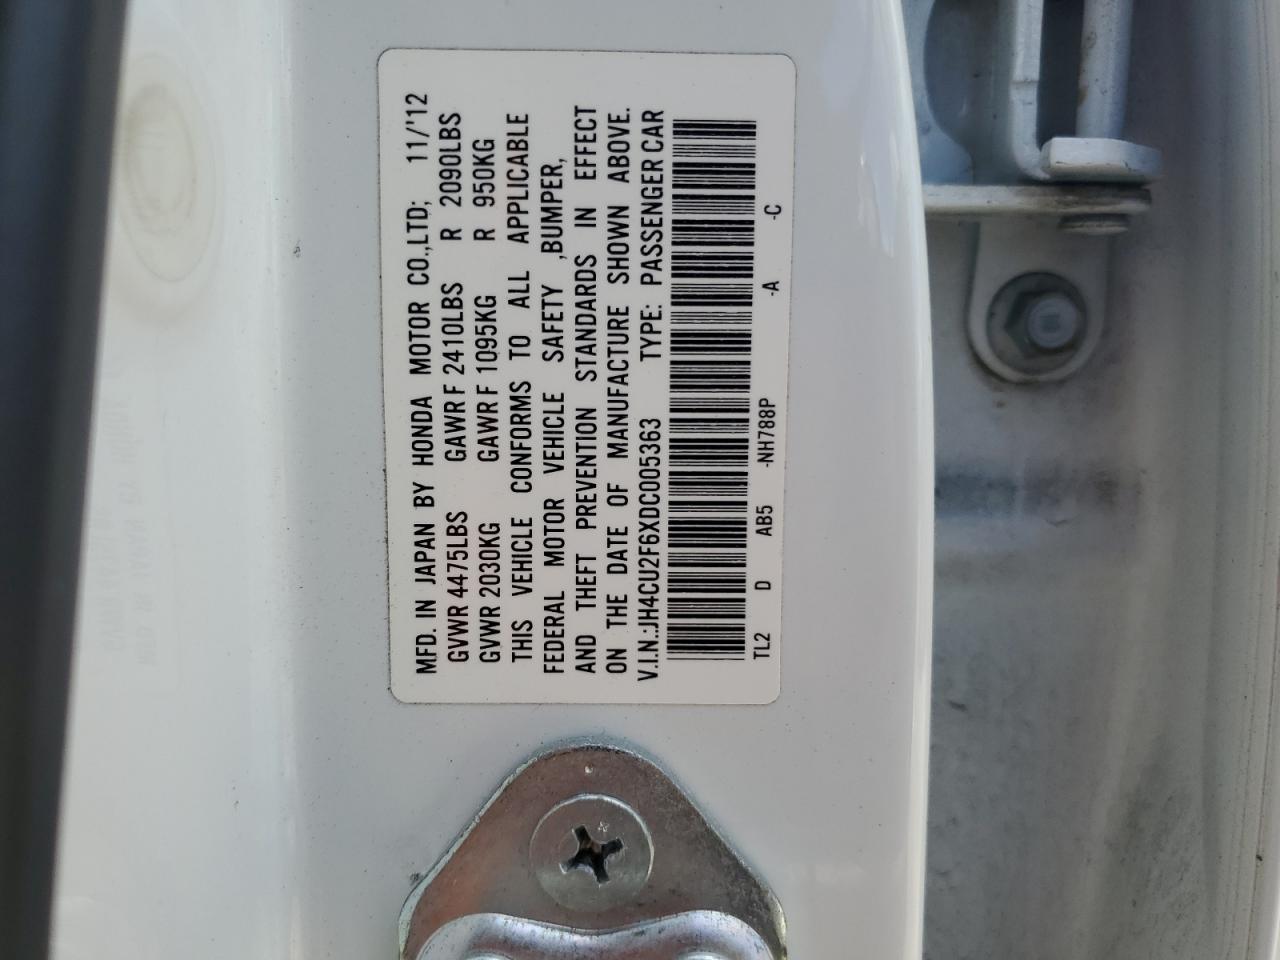 MFD. IN JAPAN BY HONDA MOTOR CO.,LTD; 11/'12
GVWR 4475LBS GAWR F 2410LBS R 2090LBS
GVWR 2030KG GAWR F 1095KG R 950KG
THIS VEHICLE CONFORMS TO ALL APPLICABLE
FEDERAL MOTOR VEHICLE SAFETY ,BUMPER,
AND THEFT PREVENTION STANDARDS IN EFFECT
ON THE DATE OF MANUFACTURE SHOWN ABOVE.
V.I.N.:JH4CU2F6XDC005363 TYPE: PASSENGER CAR
TL2 D AB5 -NH788P -A -C